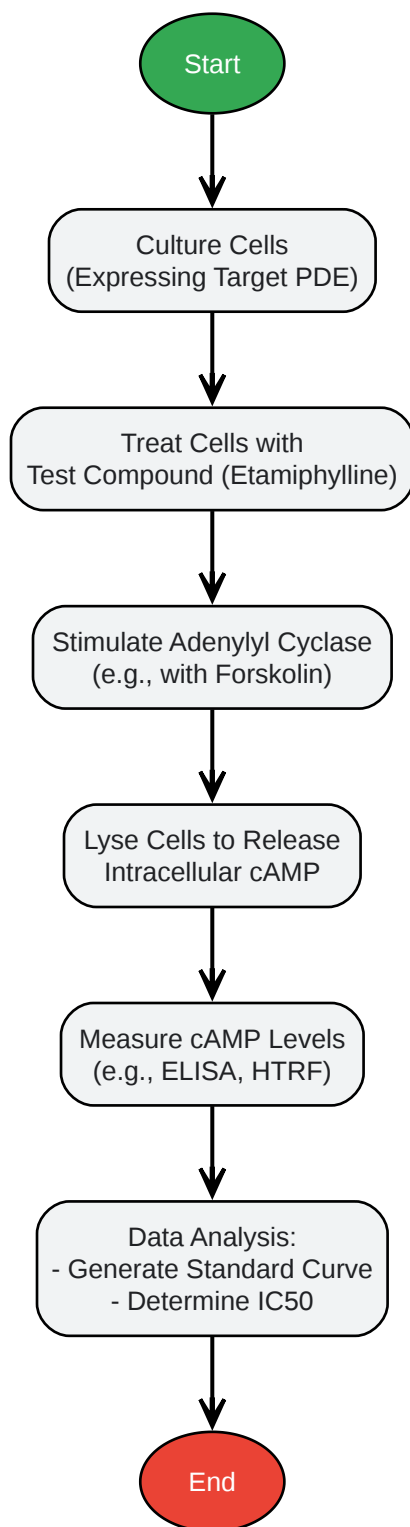 Start
Culture Cells
(Expressing Target PDE)
Treat Cells with
Test Compound (Etamiphylline)
Stimulate Adenylyl Cyclase
(e.g., with Forskolin)
Lyse Cells to Release
Intracellular cAMP
Measure cAMP Levels
(e.g., ELISA, HTRF)
Data Analysis:
- Generate Standard Curve
- Determine IC50
End